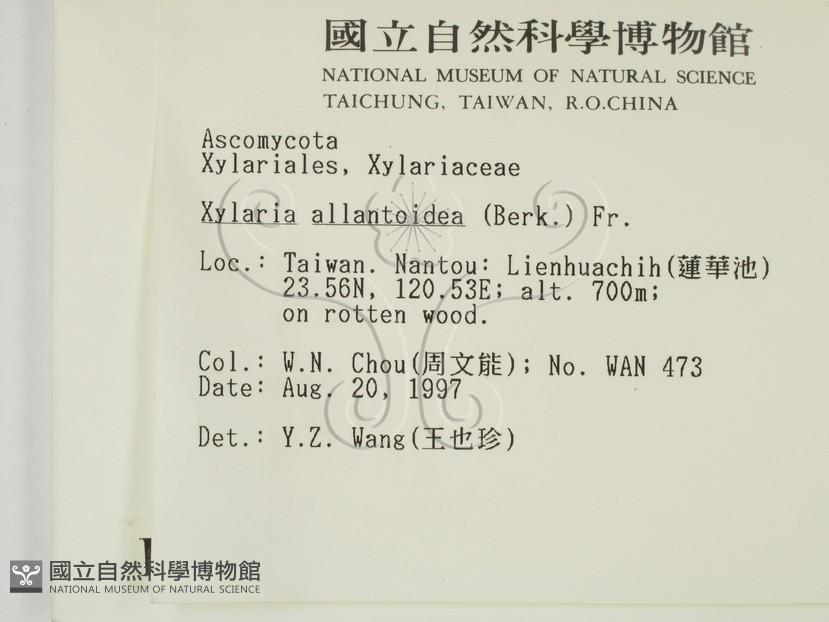 國立自然科學博物館
NATIONAL MUSEUM OF NATURAL SCIENCE
TAICHUNG, TAIWAN, R.O.CHINA
Ascomycota
Xylariales, Xylariaceae
Xylaria allantoidea (Berk.) Fr.
Loc.: Taiwan. Nantou: Lienhuachih(蓮華池)
23.56N, 120.53E; alt. 700m;
on rotten wood.
Col.: W.N. Chou(周文能); No. WAN 473
Date: Aug. 20, 1997
Det.: Y.Z. Wang(王也珍)
國立自然科學博物館
NATIONAL MUSEUM OF NATURAL SCIENCE